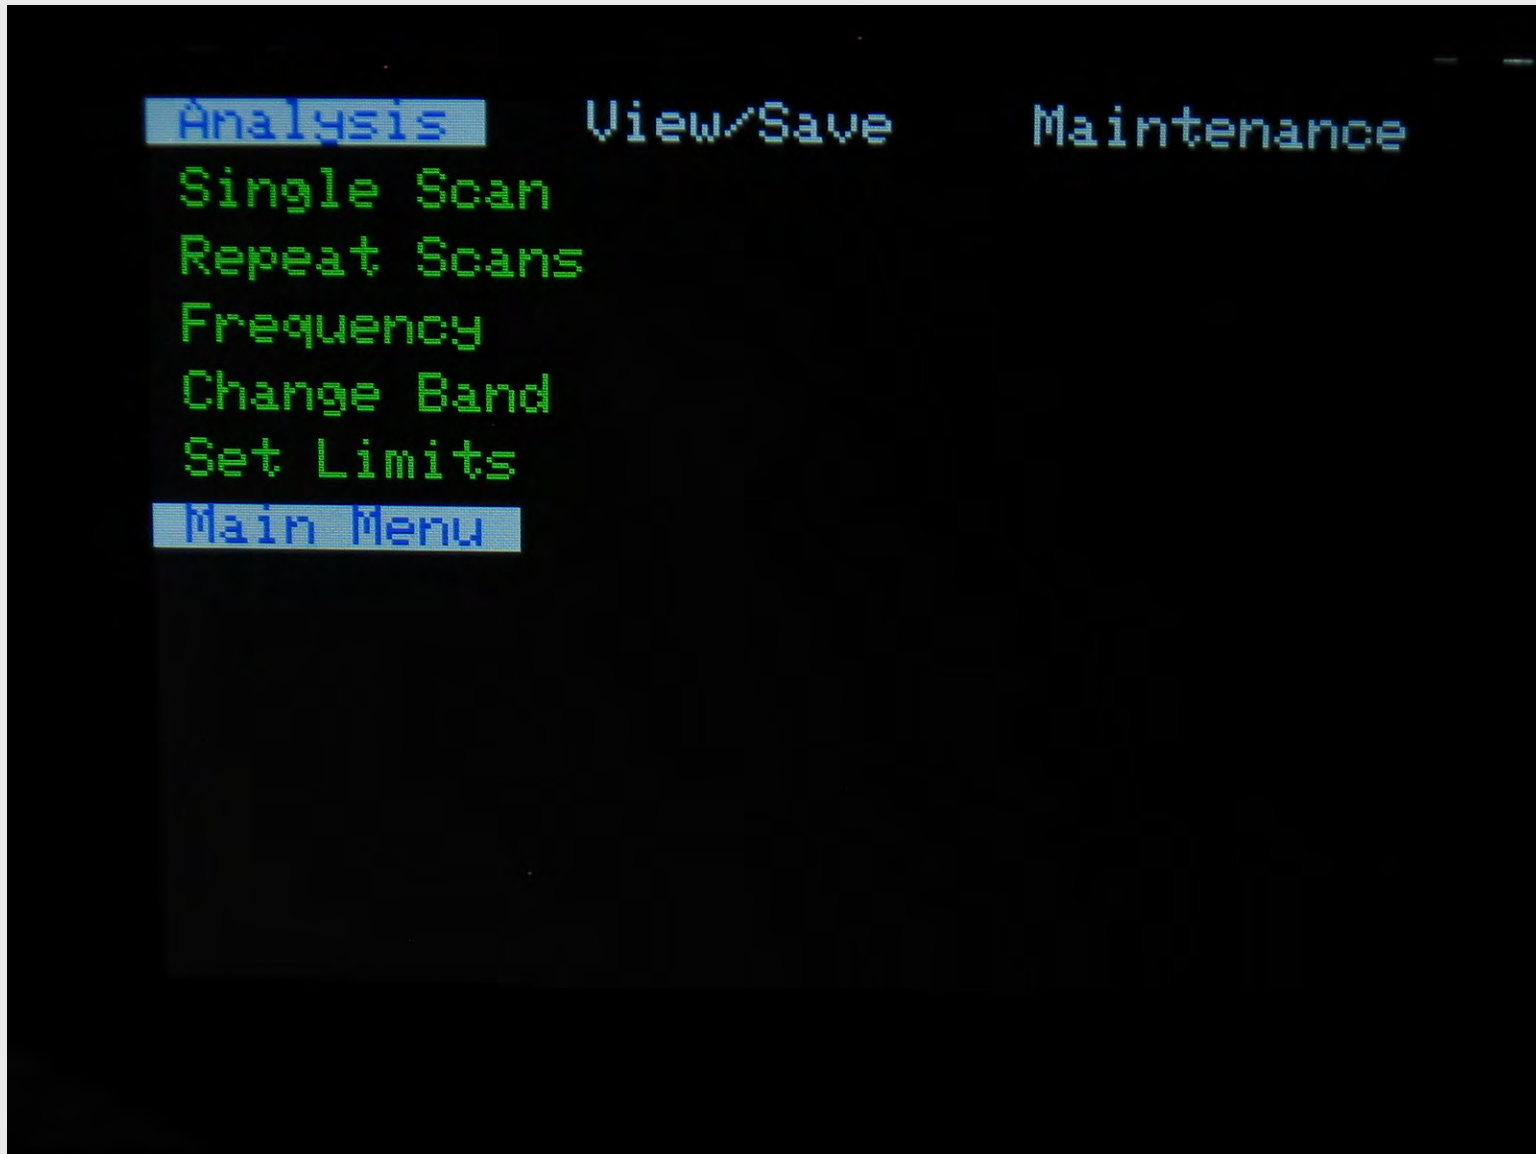 Analysis View/Save Maintenance
Single Scan
Repeat Scans
Frequency
Change Band
Set Limits
Main Menu